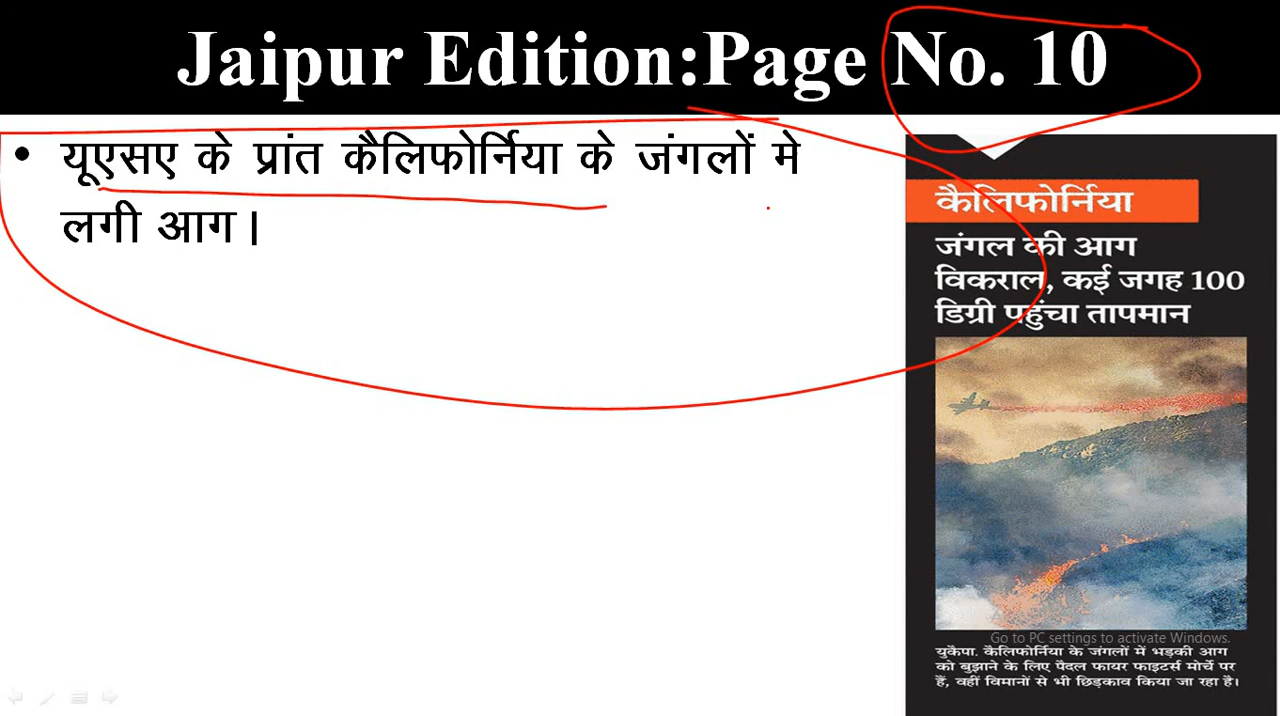 Jaipur Edition:Page No. 10
• यूएसए के प्रांत कैलिफोर्निया के जंगलों मे
लगी आग।
कैलिफोर्निया
जंगल की आग
विकराल, कई जगह 100
डिग्री पहुंचा तापमान
Go to PC settings to activate Windows.
युकैपा. कैलिफोर्निया के जंगलों में भड़की आग
को बुझाने के लिए पैदल फायर फाइटर्स मोर्चे पर
हैं, वहीं विमानों से भी छिड़काव किया जा रहा है।